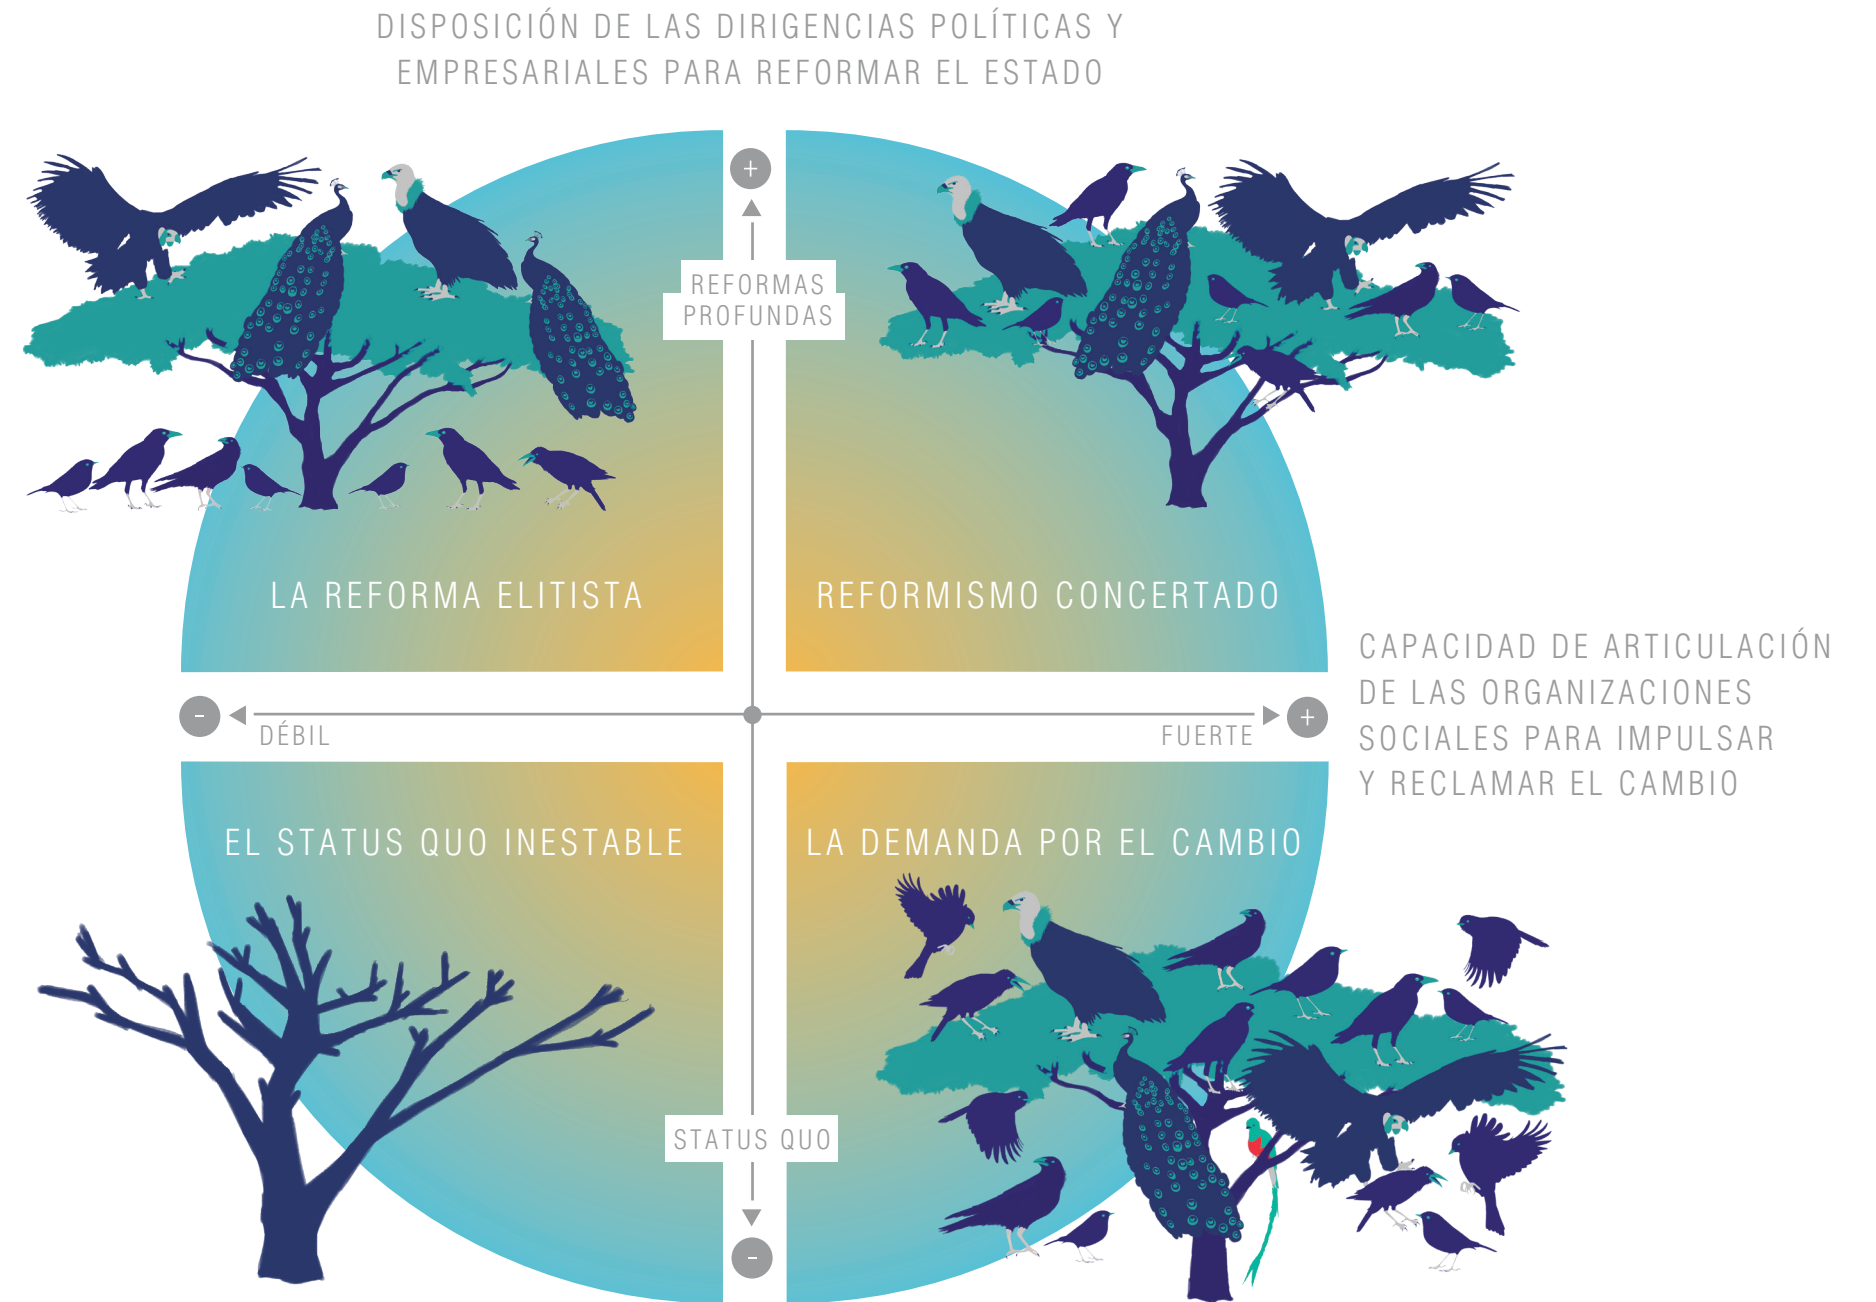 DISPOSICIÓN DE LAS DIRIGENCIAS POLÍTICAS Y
EMPRESARIALES PARA REFORMAR EL ESTADO
+
REFORMAS
PROFUNDAS
LA REFORMA ELITISTA
REFORMISMO CONCERTADO
CAPACIDAD DE ARTICULACIÓN
DE LAS ORGANIZACIONES
SOCIALES PARA IMPULSAR
Y RECLAMAR EL CAMBIO
-
DÉBIL
FUERTE
+
EL STATUS QUO INESTABLE
LA DEMANDA POR EL CAMBIO
STATUS QUO
-